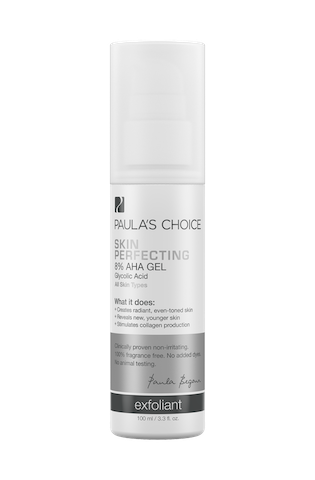 PAULA'S CHOICE
SKIN
PERFECTING
8% AHA GEL
Glycolic Acid
All Skin Types
What it does:
• Creates radiant, even-toned skin
• Reveals new, younger skin
• Stimulates collagen production
Clinically proven non-irritating.
100% fragrance free. No added dyes.
No animal testing.
Paula Begoun
exfoliant
100 ml / 3.3 fl. oz